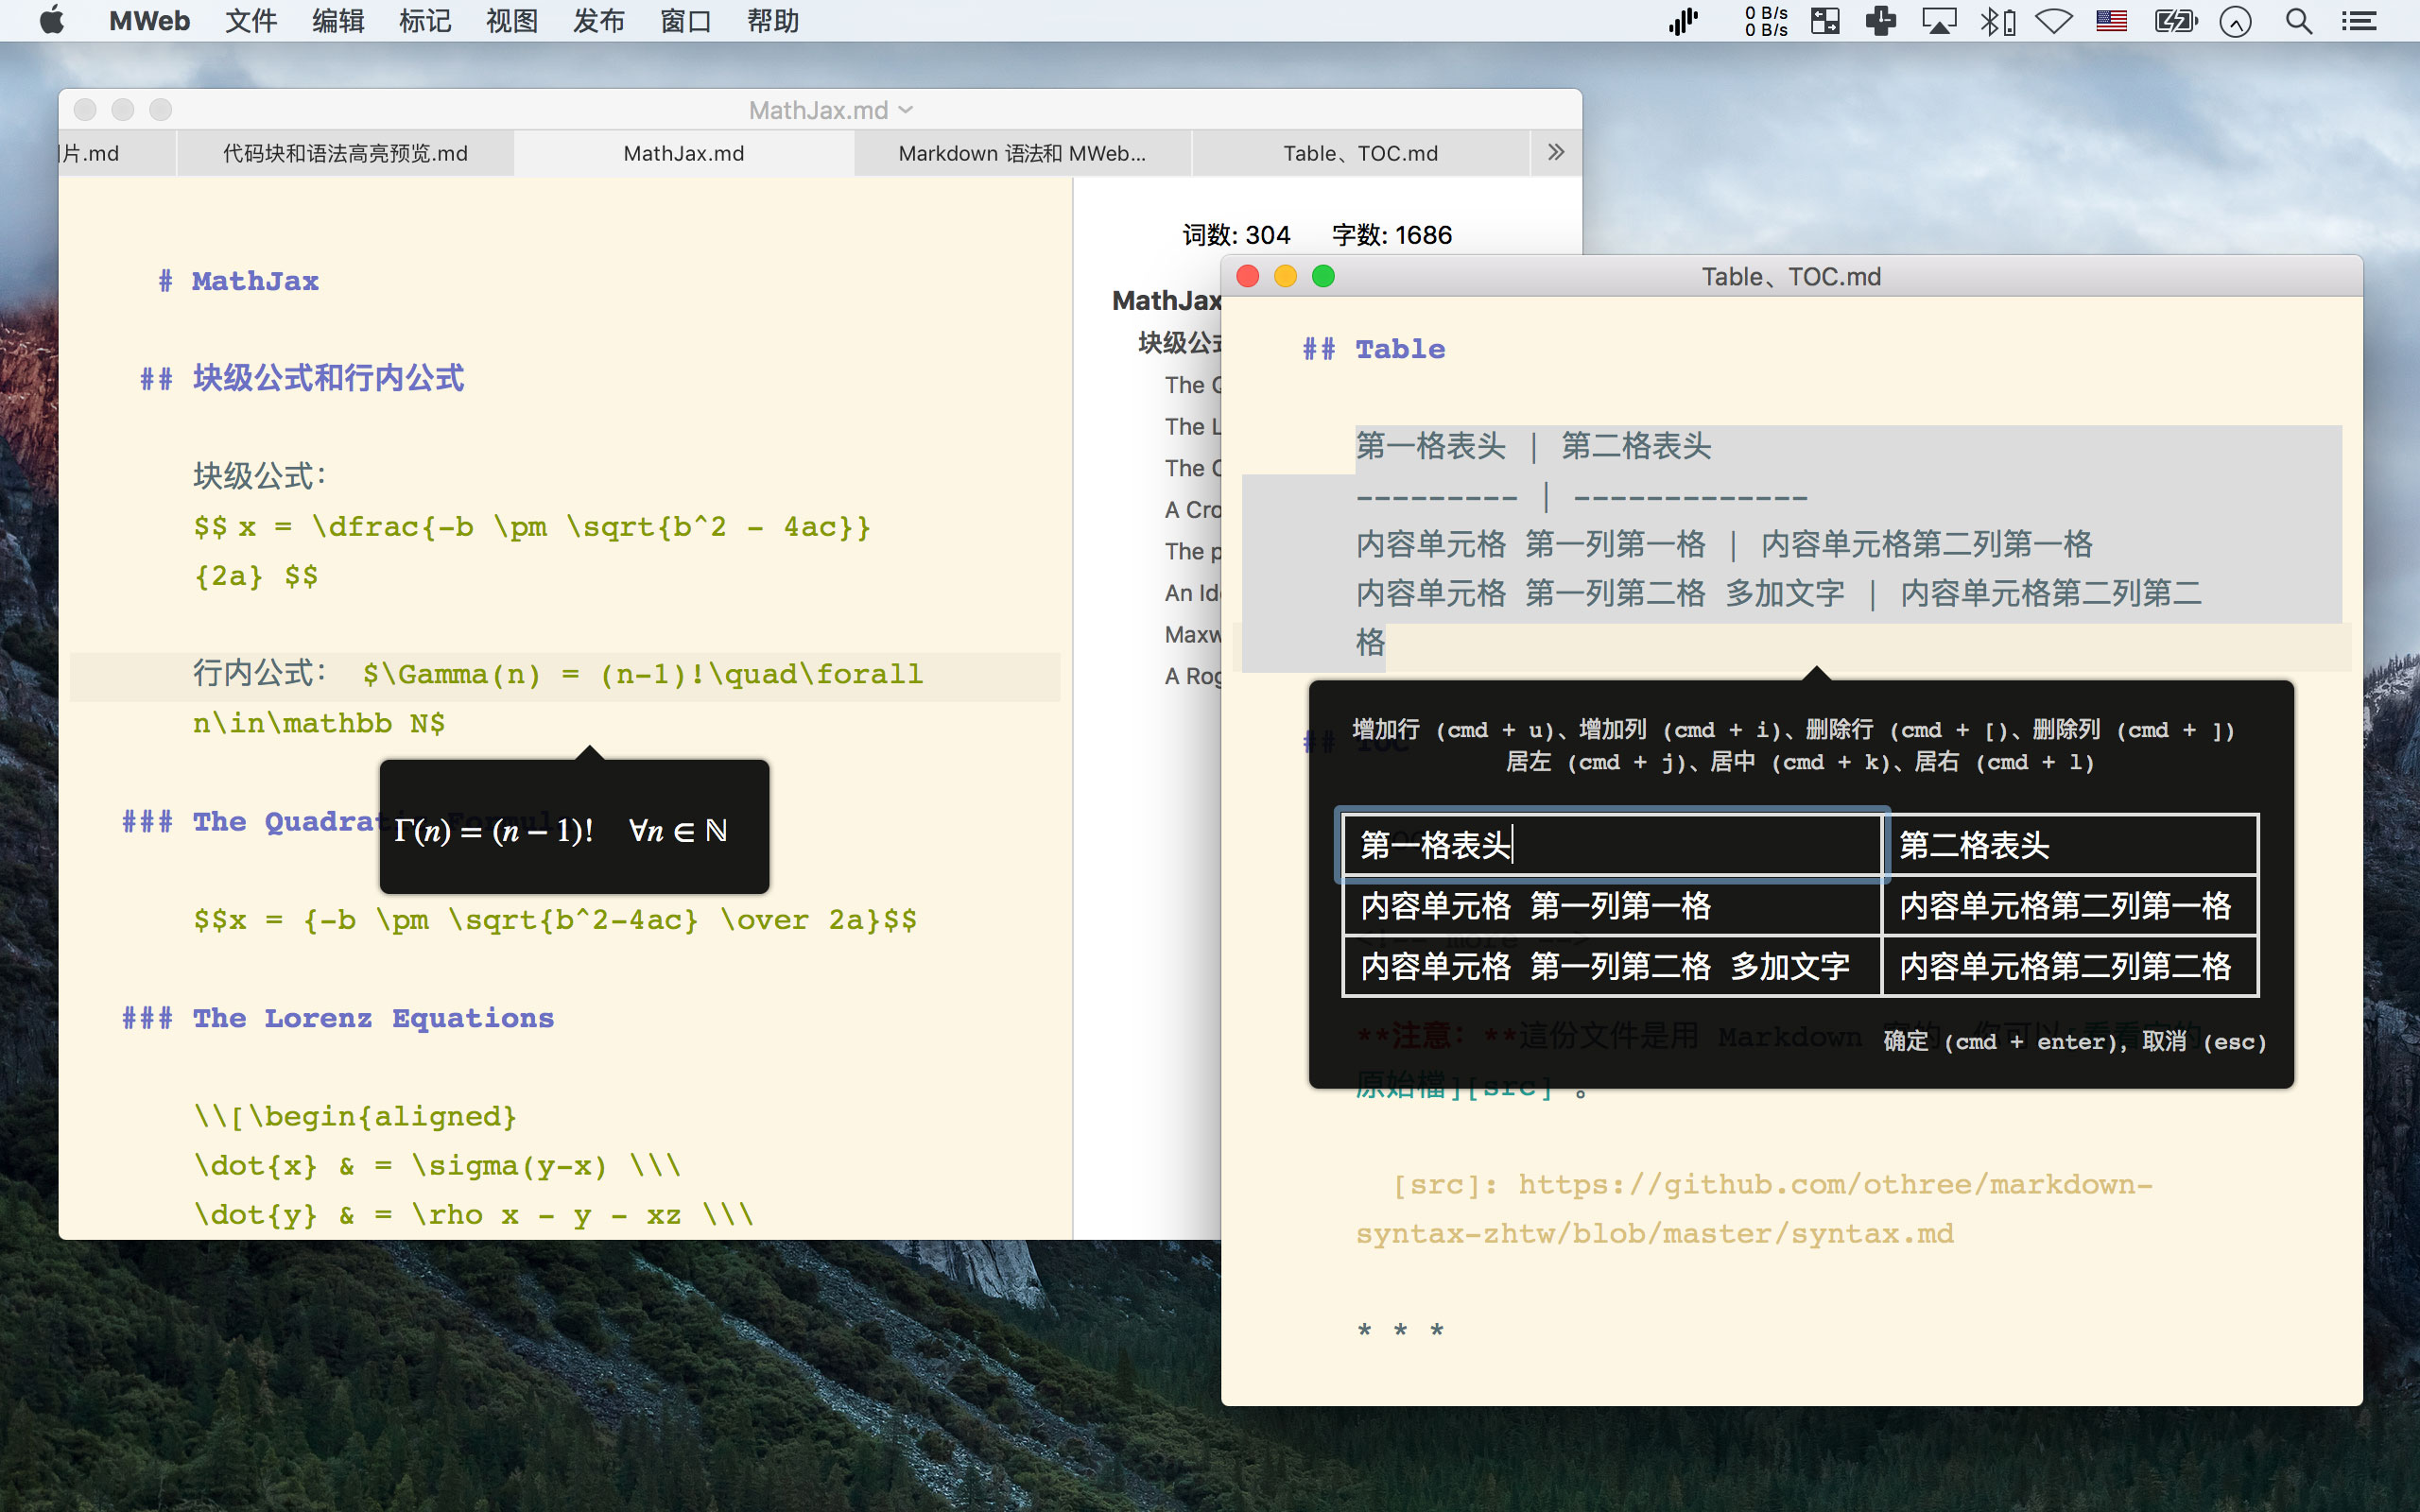 MWeb 文件 编辑 标记 视图 发布 窗口 帮助
0 B/s
0 B/s
MathJax.md
片.md
代码块和语法高亮预览.md
MathJax.md
Markdown 语法和 MWeb...
Table、TOC.md
# MathJax
## 块级公式和行内公式
块级公式：
$$ x = \dfrac{-b \pm \sqrt{b^2 - 4ac}}
{2a} $$
行内公式： $\Gamma(n) = (n-1)!\quad\forall
n\in\mathbb N$
Γ(n) = (n − 1)! ∀n ∈ ℕ
### The Quadratic Formula
$$x = {-b \pm \sqrt{b^2-4ac} \over 2a}$$
### The Lorenz Equations
\\[\begin{aligned}
\dot{x} & = \sigma(y-x) \\\
\dot{y} & = \rho x - y - xz \\\
词数: 304 字数: 1686
MathJax
块级公式
The
The
The
A
The
An
A
Table、TOC.md
## Table
第一格表头 | 第二格表头
--------- | -------------
内容单元格 第一列第一格 | 内容单元格第二列第一格
内容单元格 第一列第二格 多加文字 | 内容单元格第二列第二
格
## TOC
增加行 (cmd + u)、增加列 (cmd + i)、删除行 (cmd + [)、删除列 (cmd + ])
居左 (cmd + j)、居中 (cmd + k)、居右 (cmd + l)
第一格表头 第二格表头
内容单元格 第一列第一格 内容单元格第二列第一格
<!-- more -->
内容单元格 第一列第二格 多加文字 内容单元格第二列第二格
**注意：**這份文件是用 Markdown
确定 (cmd + enter), 取消 (esc)
原始檔][src] 。
[src]: https://github.com/othree/markdown-
syntax-zhtw/blob/master/syntax.md
* * *